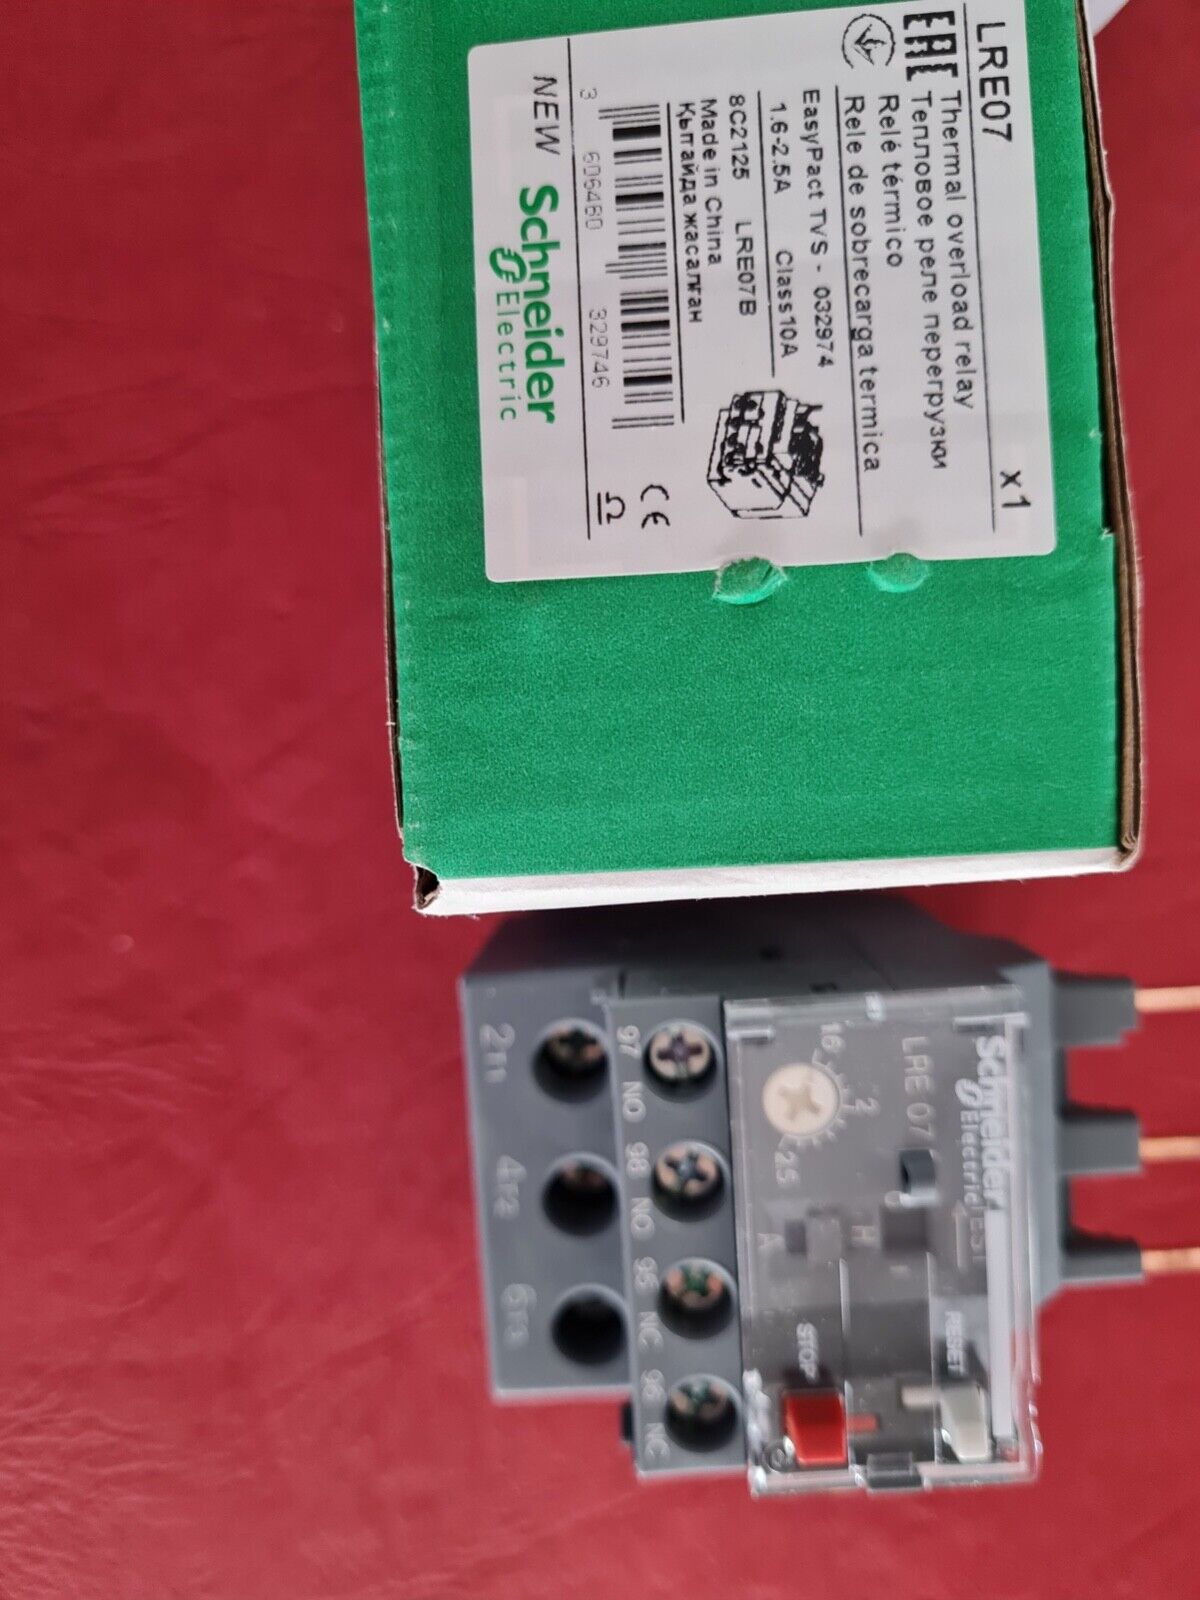 LRE07 x1
EAC
Thermal overload relay
Тепловое реле перегрузки
Relé térmico
Rele de sobrecarga termica
EasyPact TVS - 032974
1.6-2.5A Class10A
8C2125 LRE07B
Made in China
Қытайда жасалған
CE
3 606480 329746
NEW Schneider
Electric
Schneider
Electric
TEST
LRE 07
RESET
1.6
2
2.5
H
A
STOP
97 NO 98 NO 95 NC 96 NC
2T1 4T2 6T3